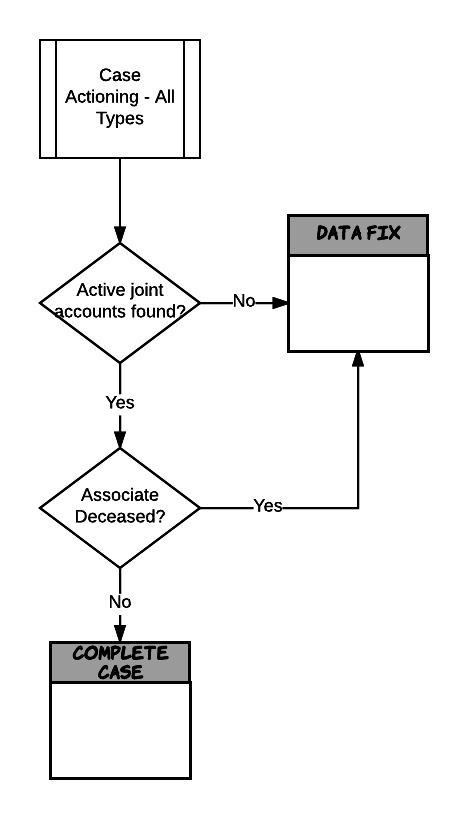 Case
Actioning - All
Types
DATA FIX
Active joint
accounts found?
No
Yes
Associate
Deceased?
Yes
No
COMPLETE
CASE